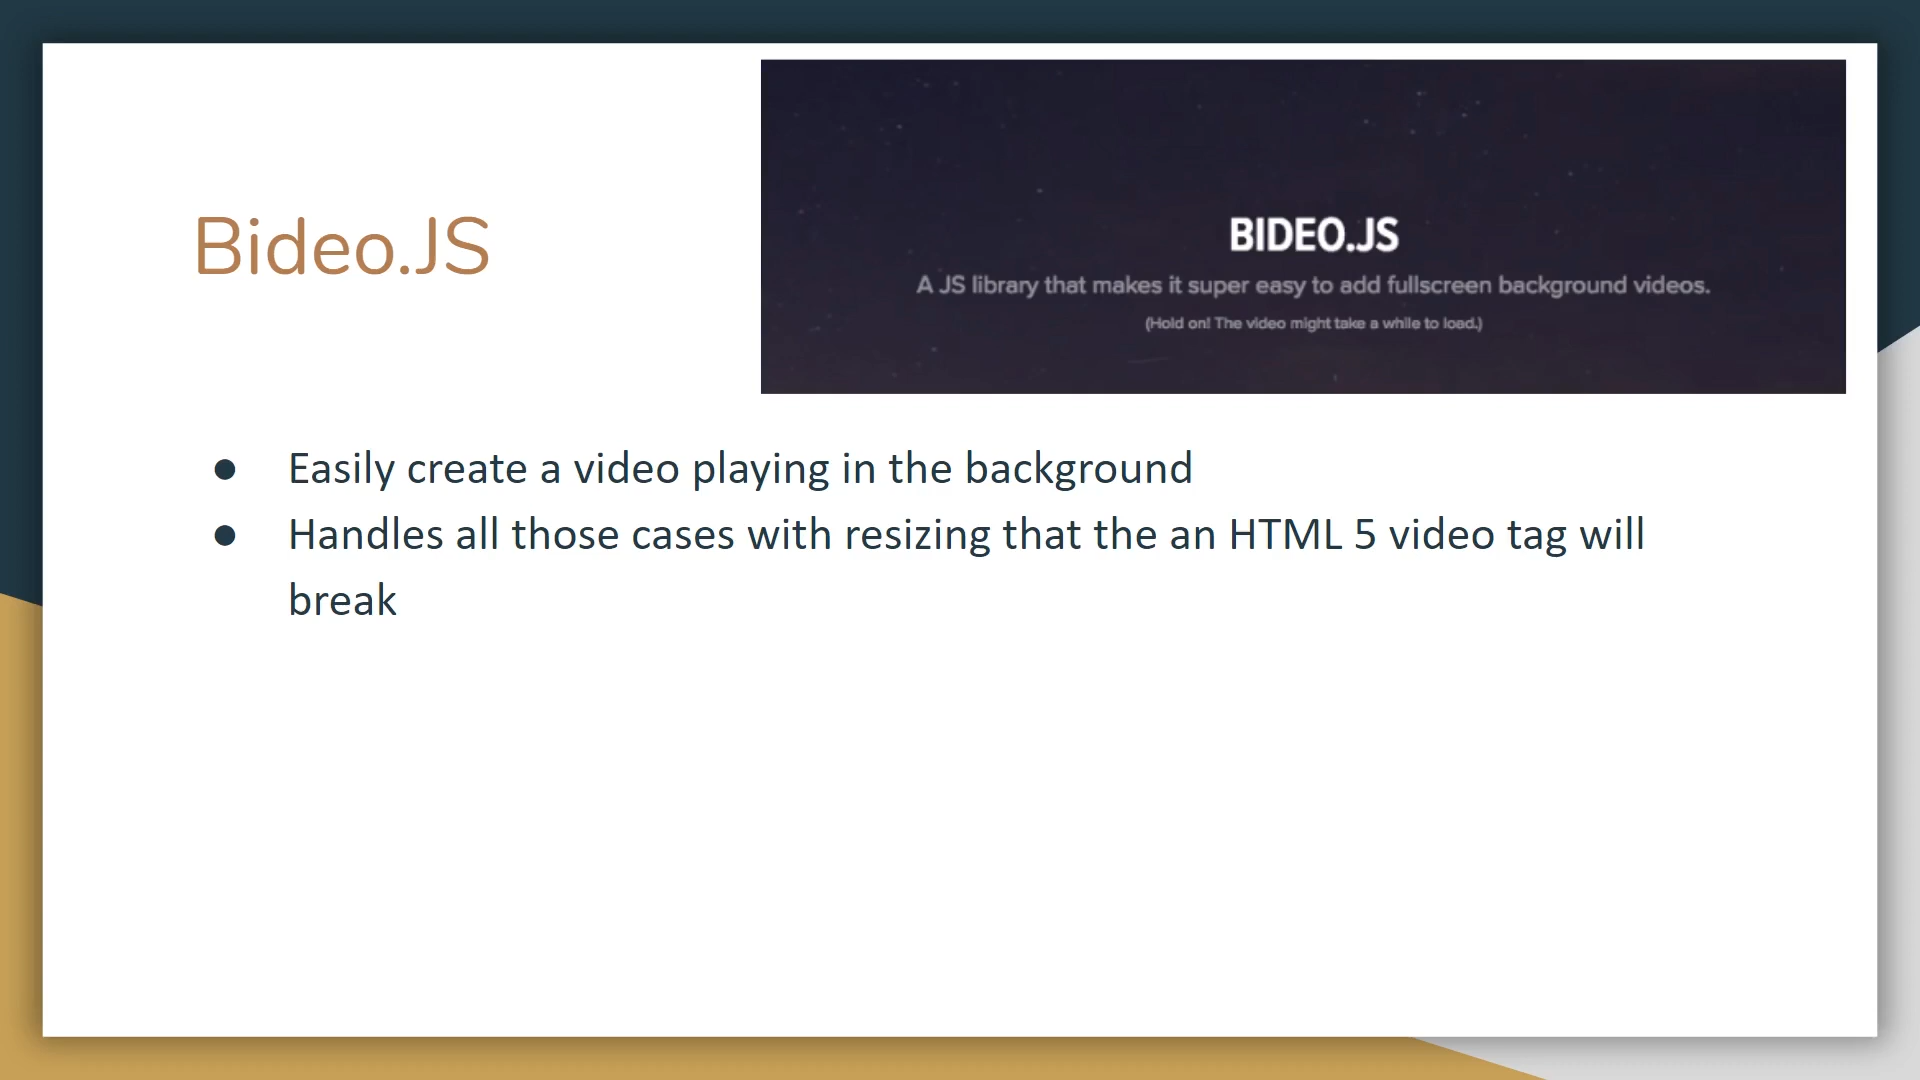 Bideo.JS
BIDEO.JS
A JS library that makes it super easy to add fullscreen background videos.
(Hold on! The video might take a while to load.)
● Easily create a video playing in the background
● Handles all those cases with resizing that the an HTML 5 video tag will
break